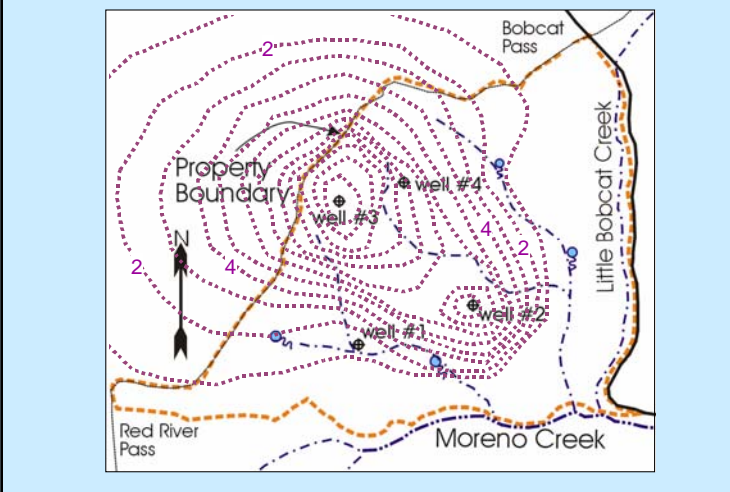 Bobcat
Pass
2
Property
Boundary
well #4
well #3
N
4
2
2
4
Little Bobcat Creek
well #2
well #1
Red River
Pass
Moreno Creek